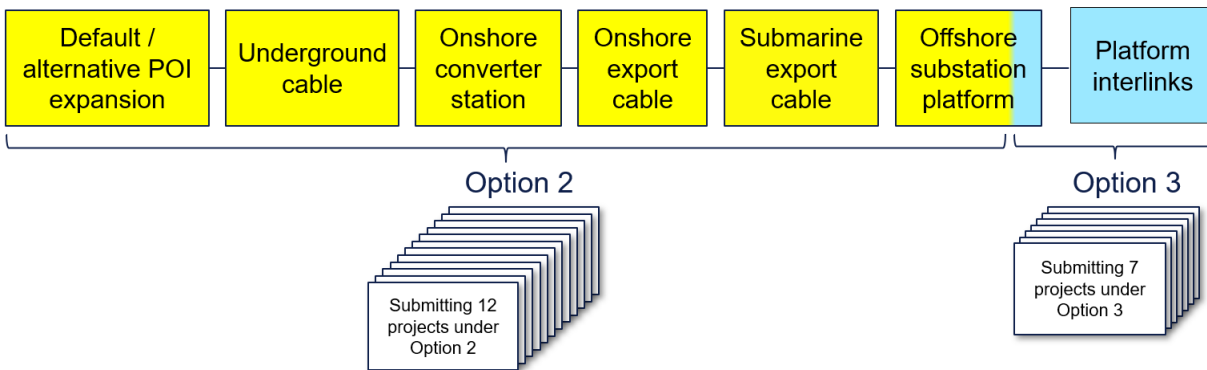 Default /
alternative POI
expansion
Underground
cable
Onshore
converter
station
Onshore
export
cable
Submarine
export
cable
Offshore
substation
platform
Platform
interlinks
Option 2
Option 3
Submitting 12
projects under
Option 2
Submitting 7
projects under
Option 3